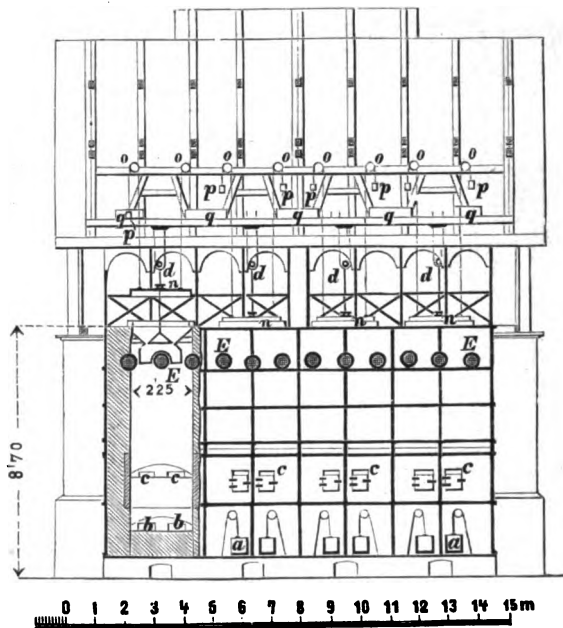 o o o o o o o o
p p p p p
q q q q q
p
d d d d
n n n
E E E
225
8'70
c c c c c
b b
a a
0 1 2 3 4 5 6 7 8 9 10 11 12 13 14 15 m